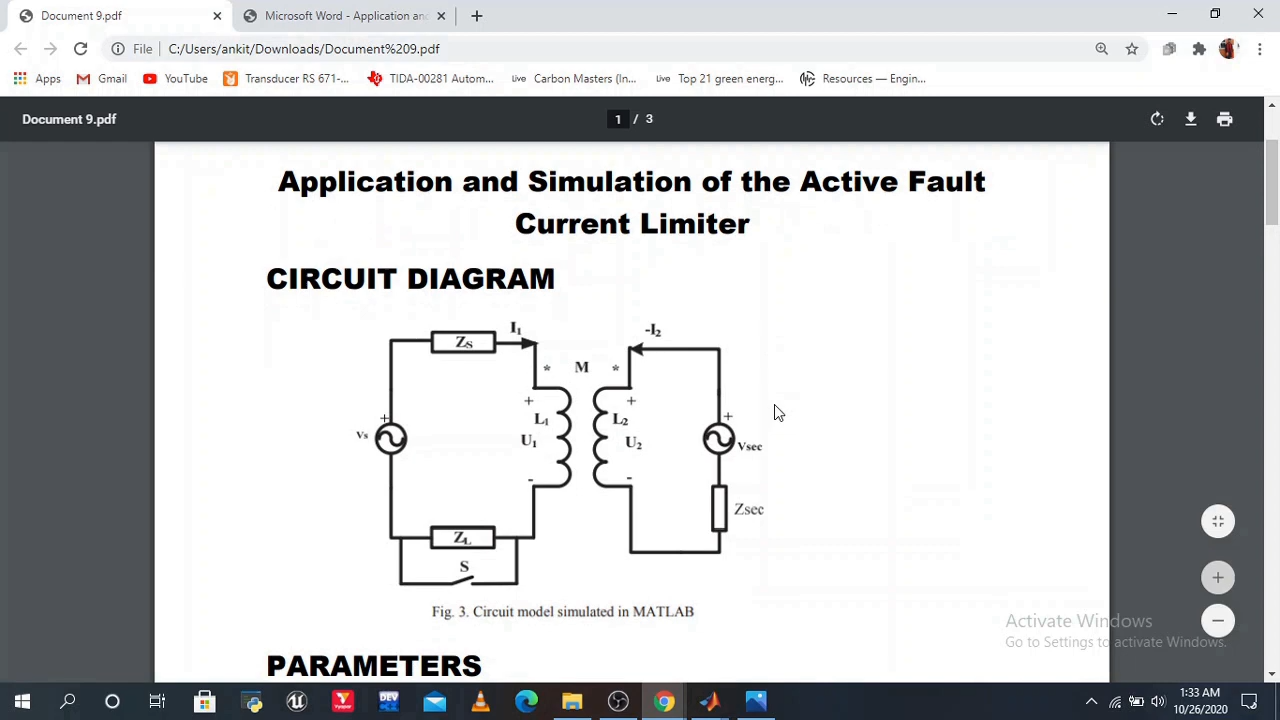 Document 9.pdf
Microsoft Word - Application and
File
C:/Users/ankit/Downloads/Document%209.pdf
Apps
Gmail
YouTube
Transducer RS 671-...
TIDA-00281 Autom...
Live Carbon Masters (In...
Live Top 21 green energ...
Resources – Engin...
Document 9.pdf
1 / 3
Application and Simulation of the Active Fault
Current Limiter
CIRCUIT DIAGRAM
Zs
I1
-I2
* M *
+ +
L1 L2
U1 U2
- -
+
Vs
+
Vsec
Zsec
ZL
S
Fig. 3. Circuit model simulated in MATLAB
PARAMETERS
Activate Windows
Go to Settings to activate Windows.
DEV
1:33 AM
10/26/2020